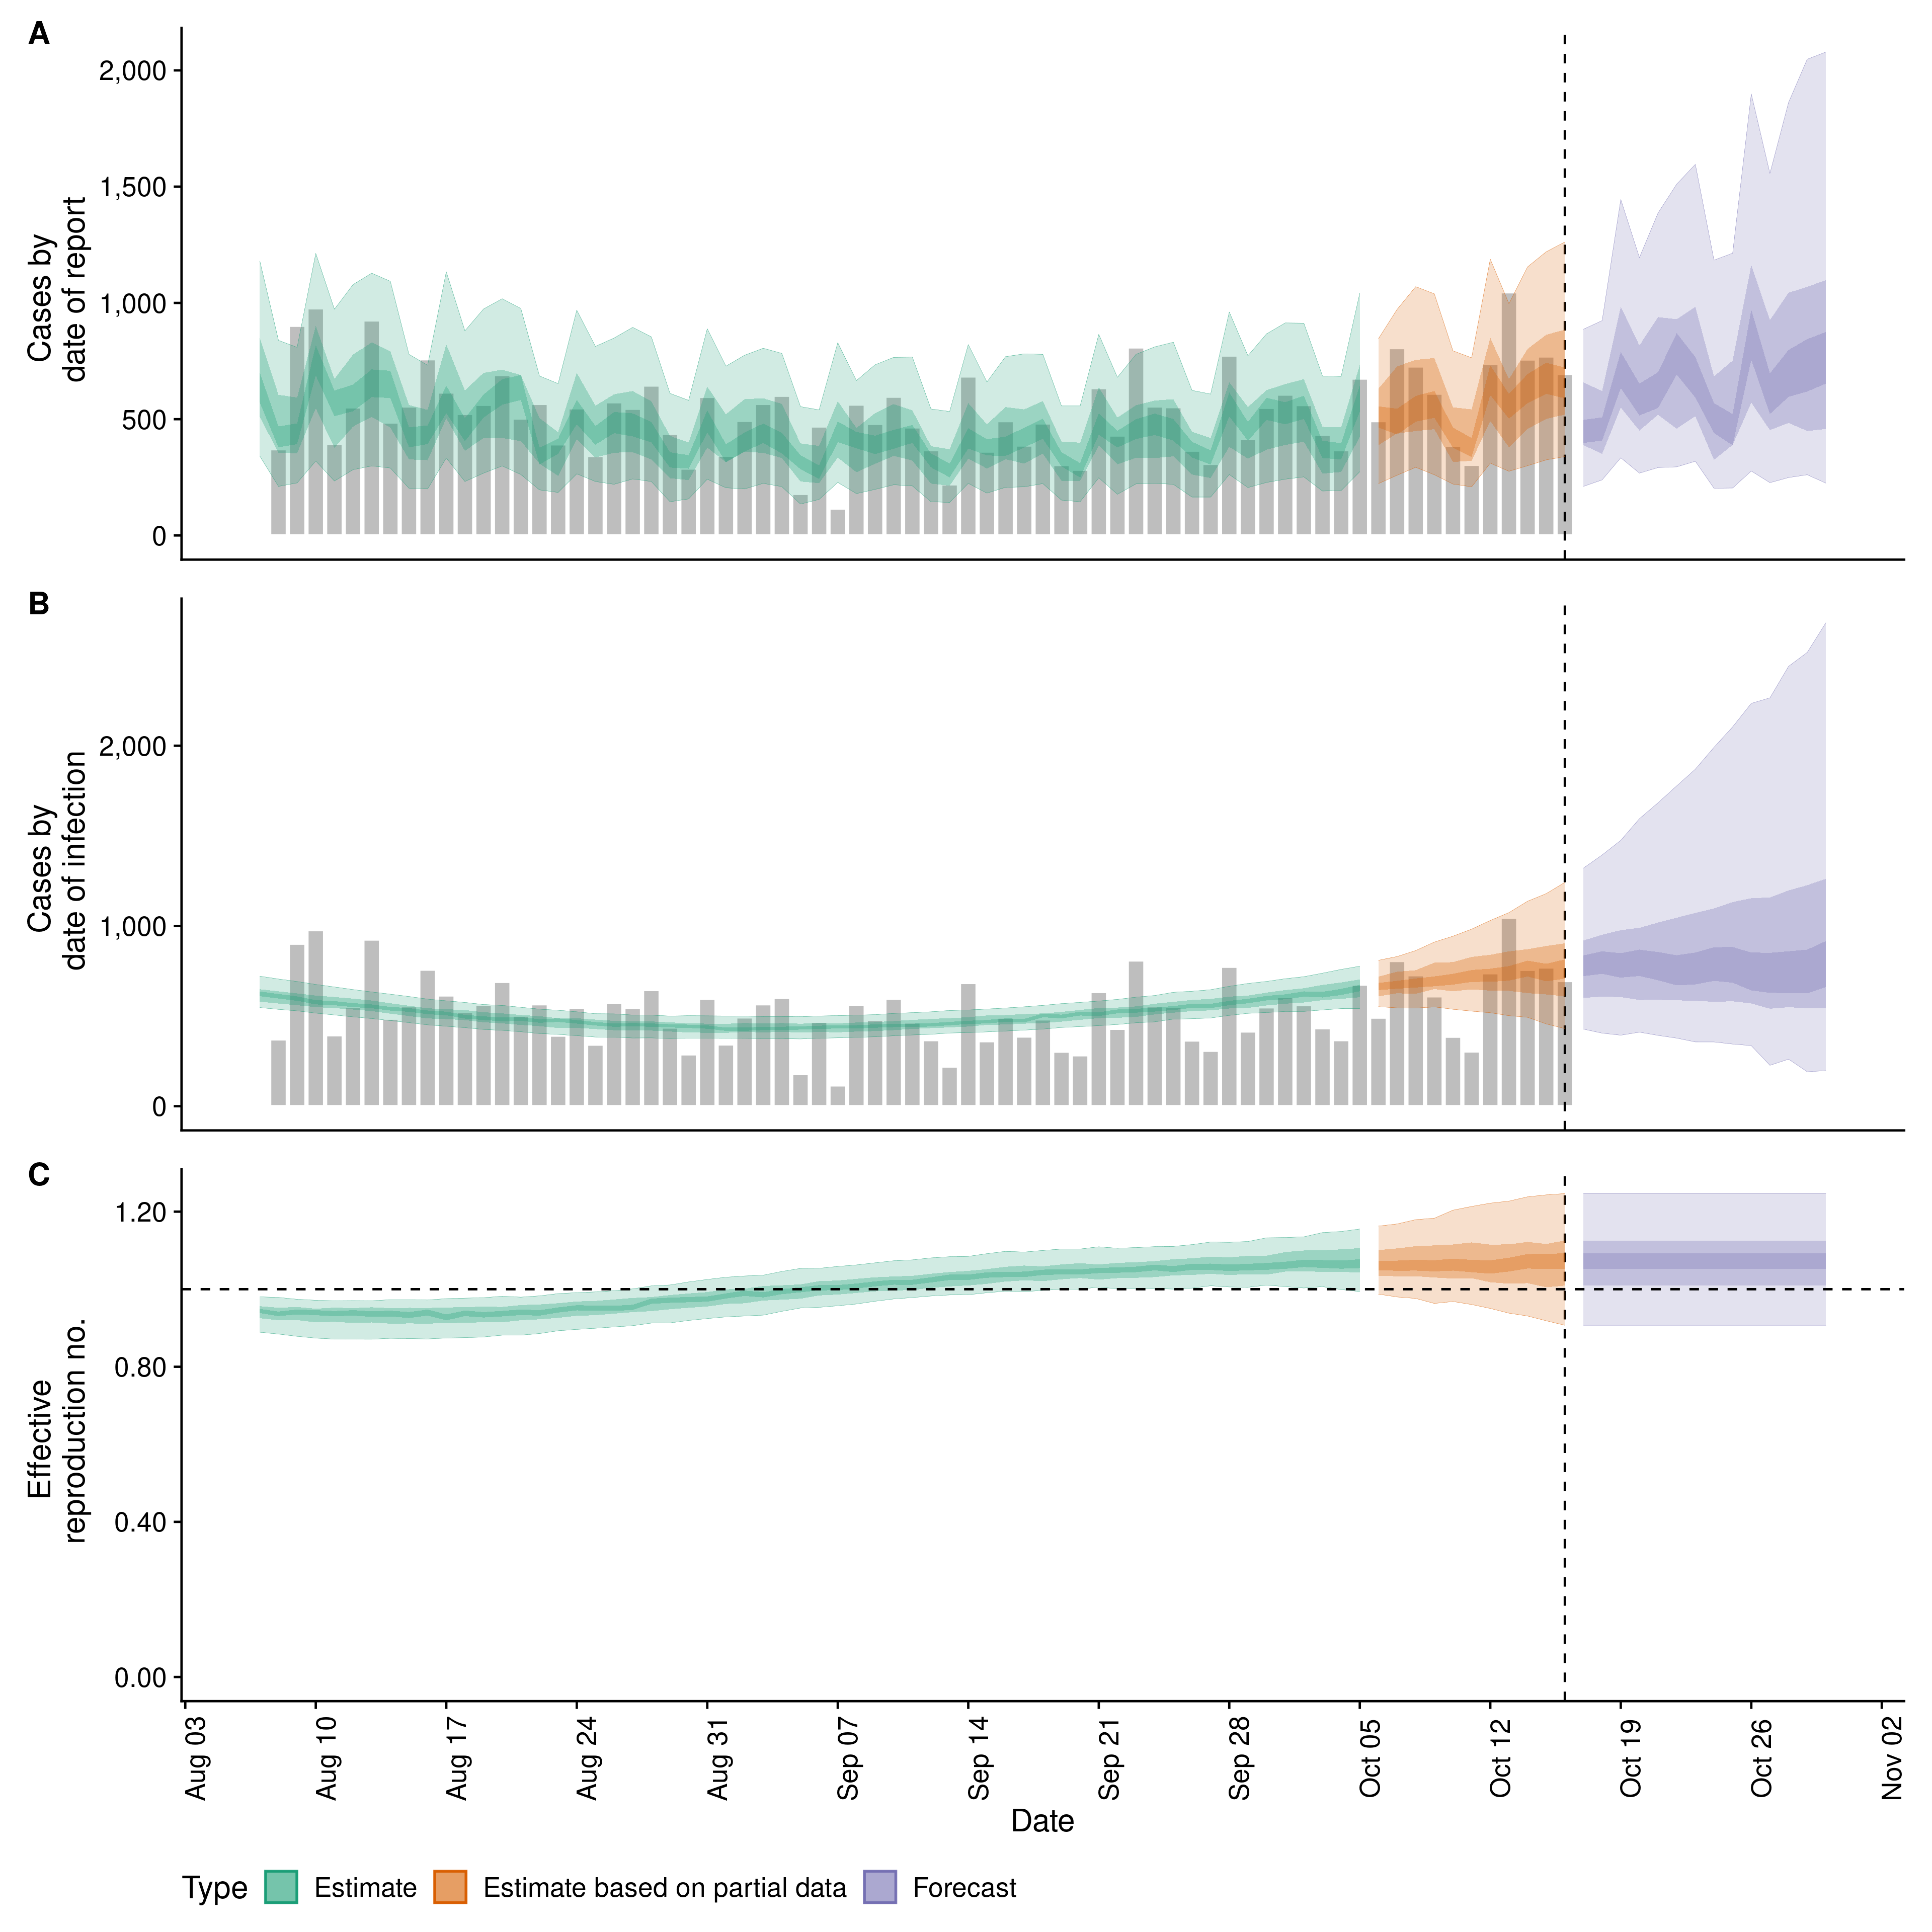 A
2,000
1,500
1,000
500
0
Cases by
date of report
B
2,000
1,000
0
Cases by
date of infection
C
1.20
0.80
0.40
0.00
Effective
reproduction no.
Aug 03
Aug 10
Aug 17
Aug 24
Aug 31
Sep 07
Sep 14
Sep 21
Sep 28
Oct 05
Oct 12
Oct 19
Oct 26
Nov 02
Date
Type Estimate Estimate based on partial data Forecast